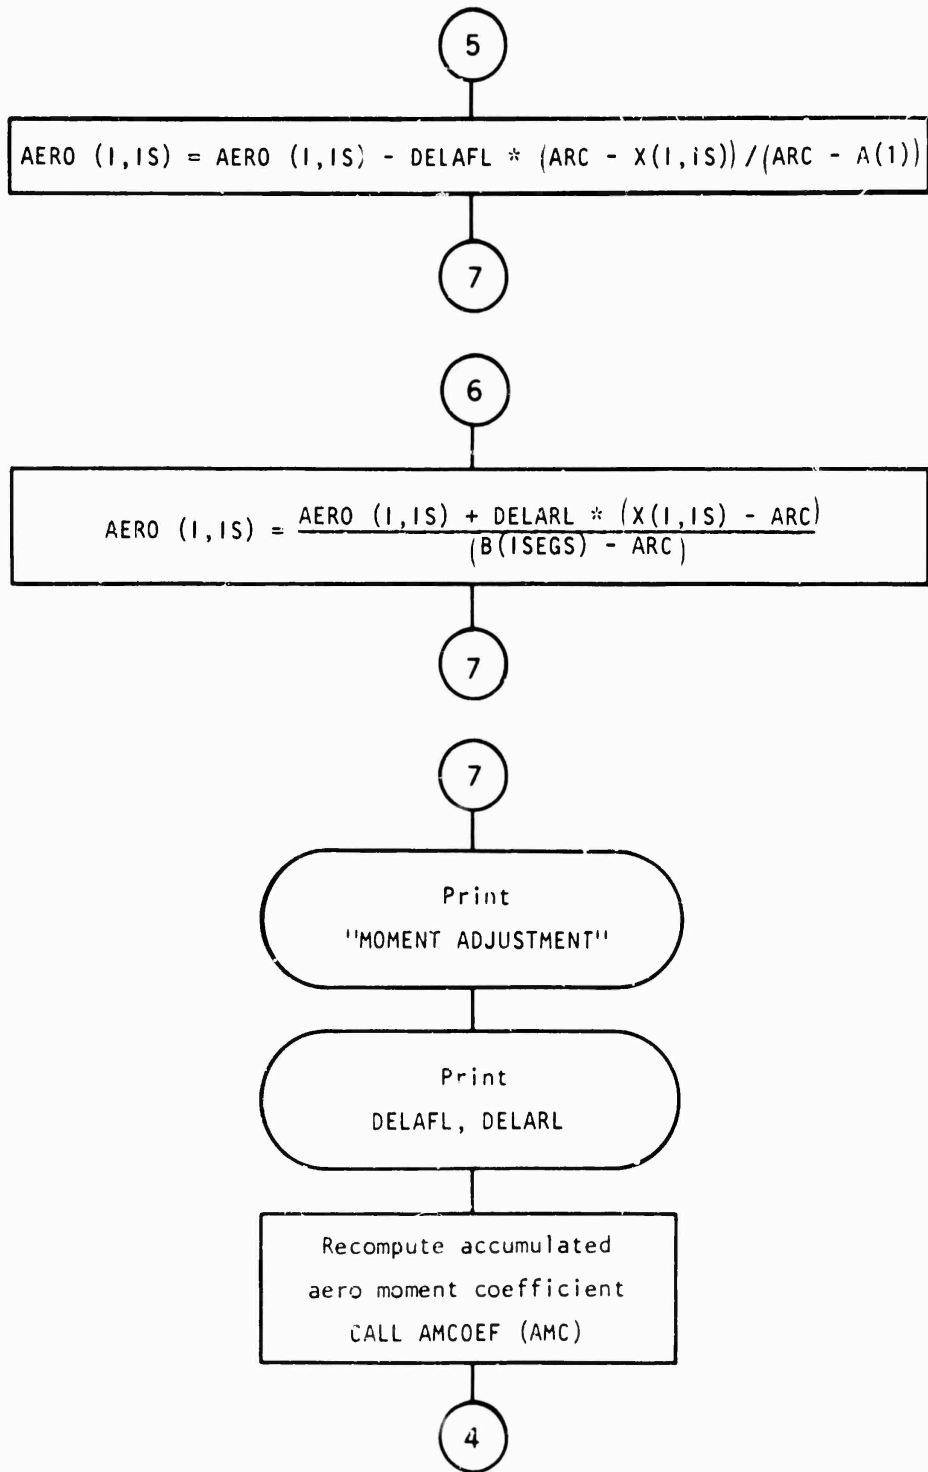 5
AERO (I,IS) = AERO (I,IS) - DELAFL * (ARC - X(I,IS))/(ARC - A(1))
7
6
AERO (I,IS) = AERO (I,IS) + DELARL * (X(I,IS) - ARC)
(B(ISEGS) - ARC)
7
7
Print
"MOMENT ADJUSTMENT"
Print
DELAFL, DELARL
Recompute accumulated
aero moment coefficient
CALL AMCOEF (AMC)
4